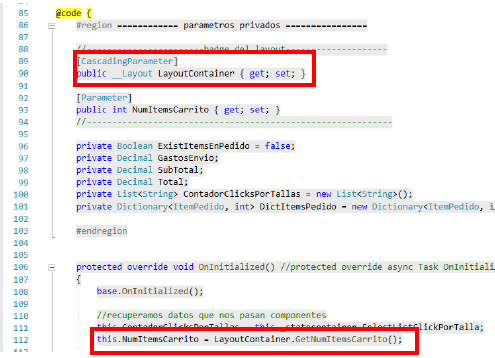 85 @code {
86 #region ============ parametros privados ================
87
88 //----------------------badge del layout-------------------
89 [CascadingParameter]
90 public __Layout LayoutContainer { get; set; }
91
92 [Parameter]
93 public int NumItemsCarrito { get; set; }
94 //-----------------------------------------------------------
95
96 private Boolean ExistItemsEnPedido = false;
97 private Decimal GastosEnvio;
98 private Decimal SubTotal;
99 private Decimal Total;
100 private List<String> ContadorClicksPorTallas = new List<String>();
101 private Dictionary<ItemPedido, int> DictItemsPedido = new Dictionary<ItemPedido, i
102
103 #endregion
104
105
106 protected override void OnInitialized() //protected override async Task OnInitiali
107 {
108 base.OnInitialized();
109
110 //recuperamos datos que nos pasan componentes
111 this.ContadorClicksPorTallas
112 this.NumItemsCarrito = LayoutContainer.GetNumItemsCarrito();